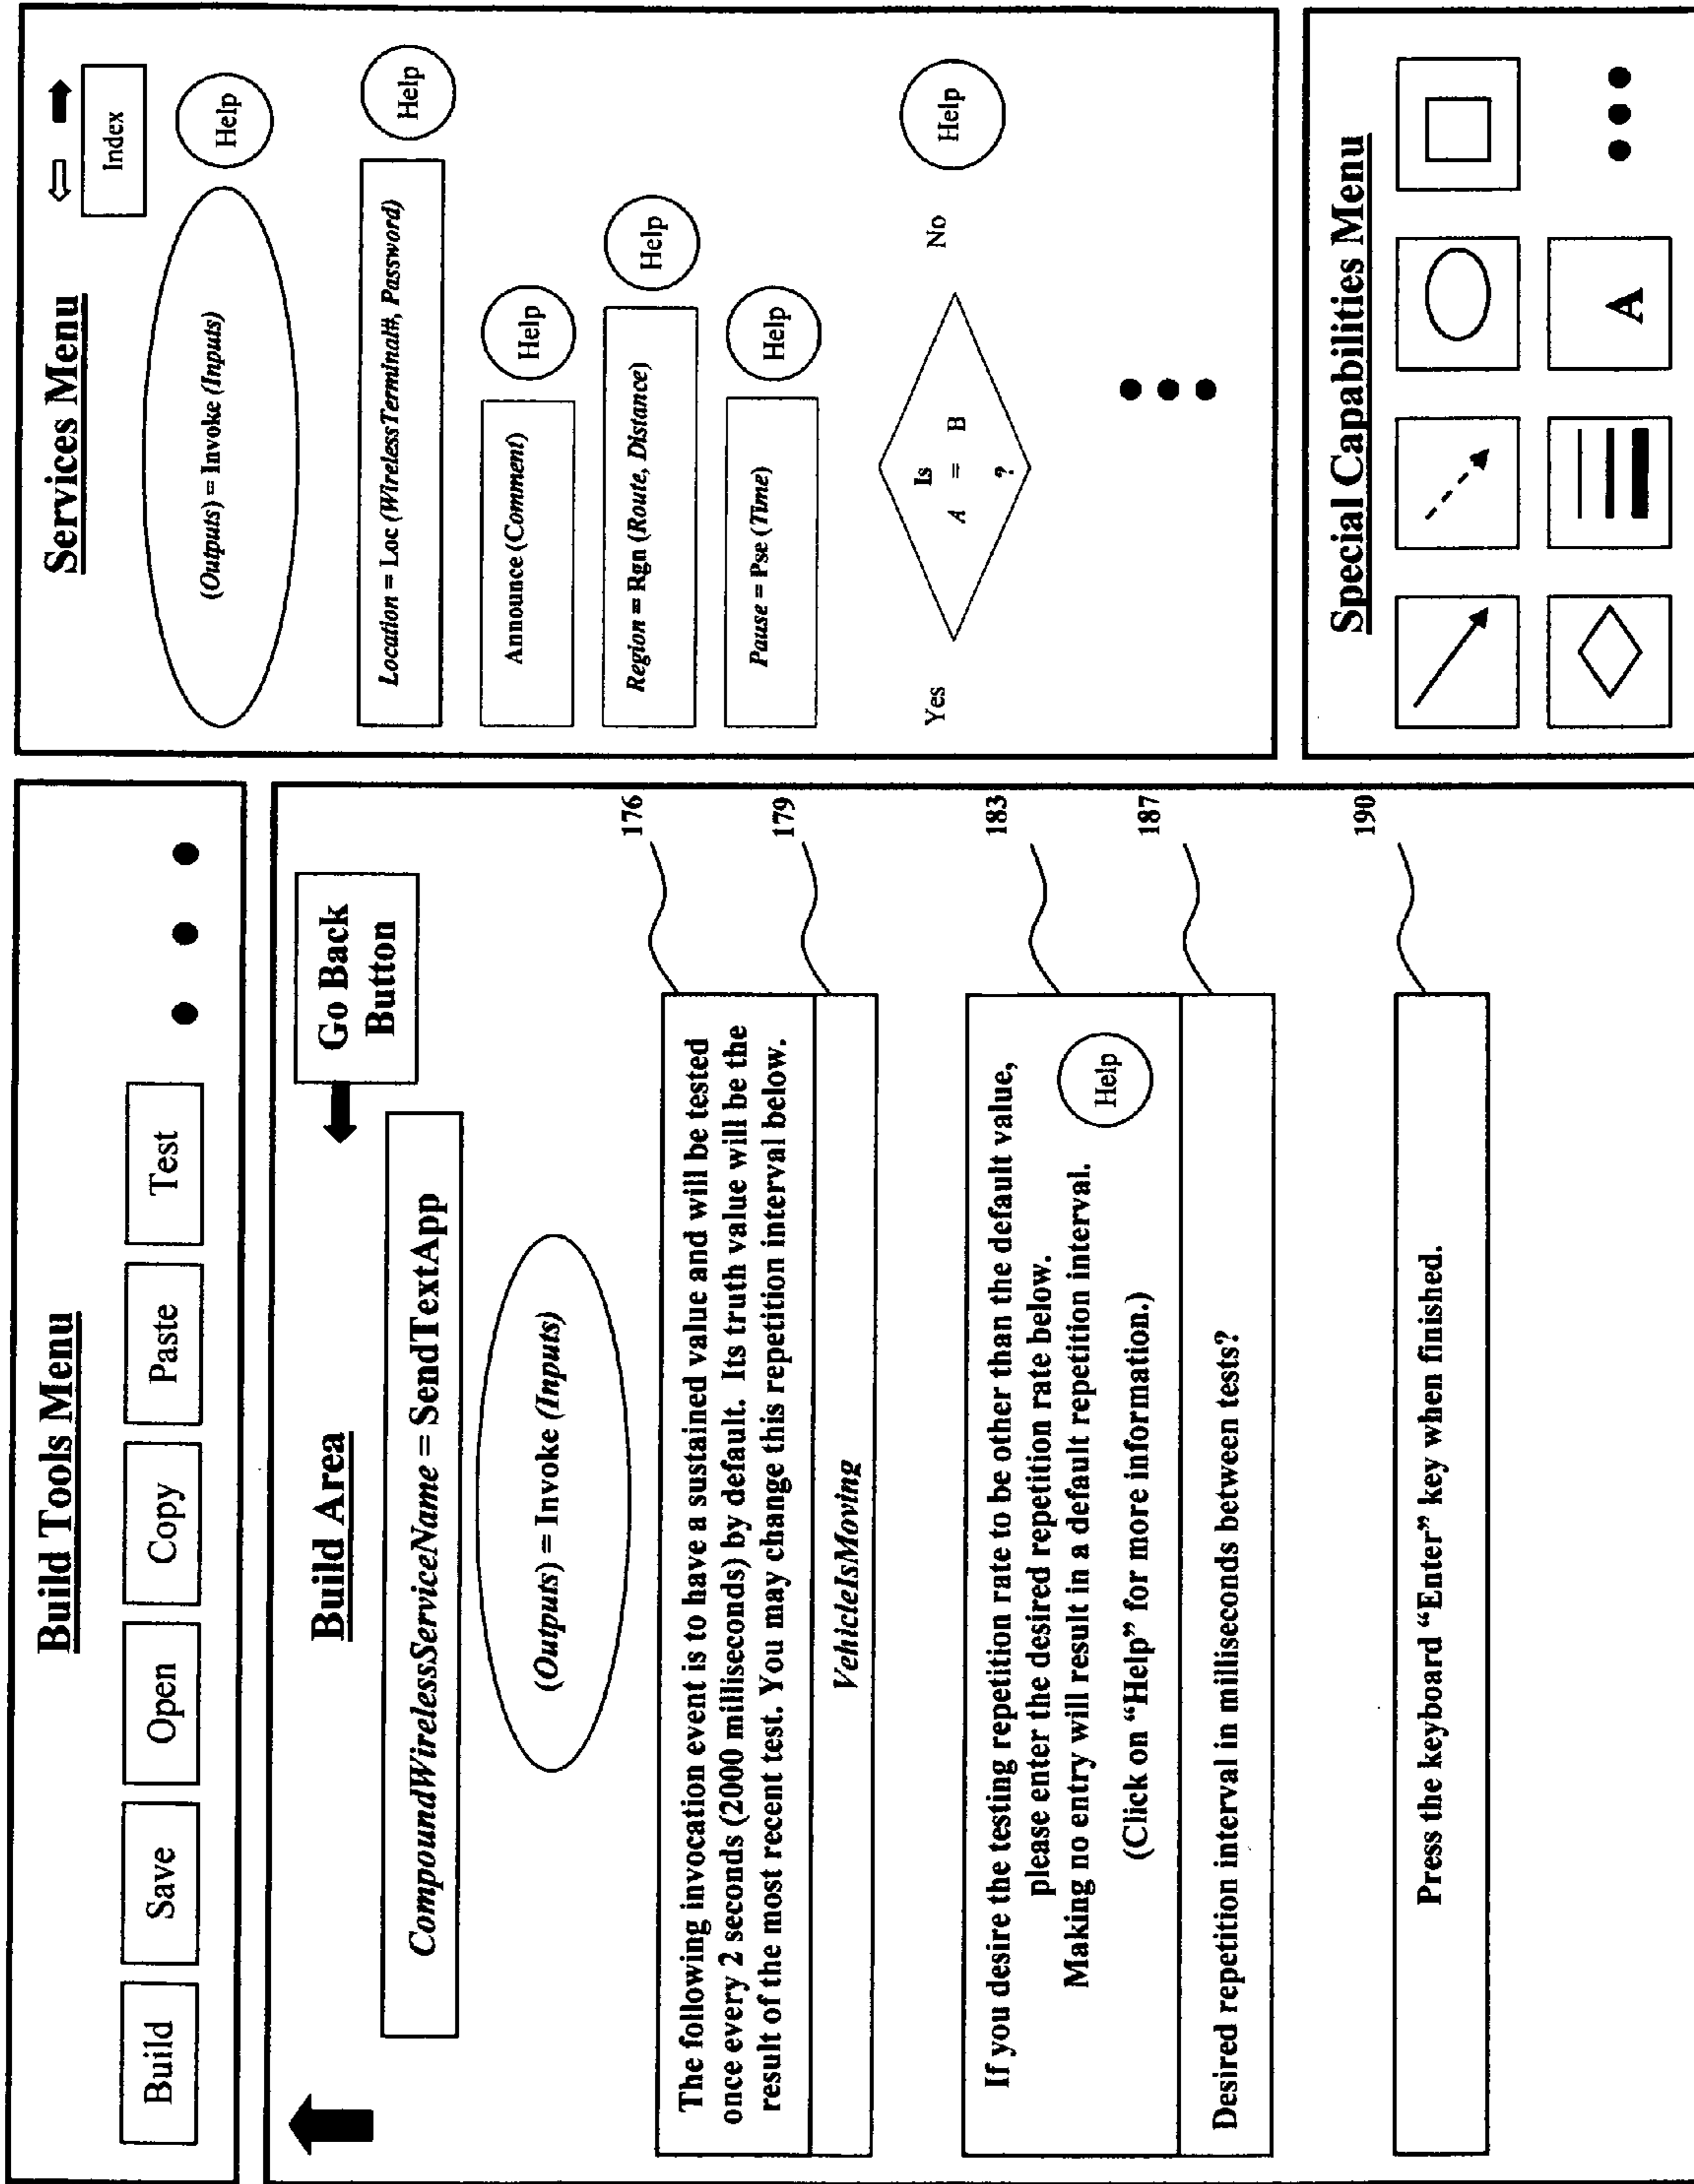 Build Tools Menu
Build
Save
Open
Copy
Paste
Test
Build Area
Go Back
Button
CompoundWirelessServiceName = SendTextApp
(Outputs) = Invoke (Inputs)
176
The following invocation event is to have a sustained value and will be tested
once every 2 seconds (2000 milliseconds) by default. Its truth value will be the
result of the most recent test. You may change this repetition interval below.
179
VehicleIsMoving
183
If you desire the testing repetition rate to be other than the default value,
please enter the desired repetition rate below.
Making no entry will result in a default repetition interval.
(Click on “Help” for more information.)
Help
187
Desired repetition interval in milliseconds between tests?
190
Press the keyboard “Enter” key when finished.
Services Menu
Index
(Outputs) = Invoke (Inputs)
Help
Location = Loc (WirelessTerminal#, Password)
Help
Announce (Comment)
Help
Region = Rgn (Route, Distance)
Help
Pause = Pse (Time)
Help
Is
Yes
A = B
No
?
Help
Special Capabilities Menu
A